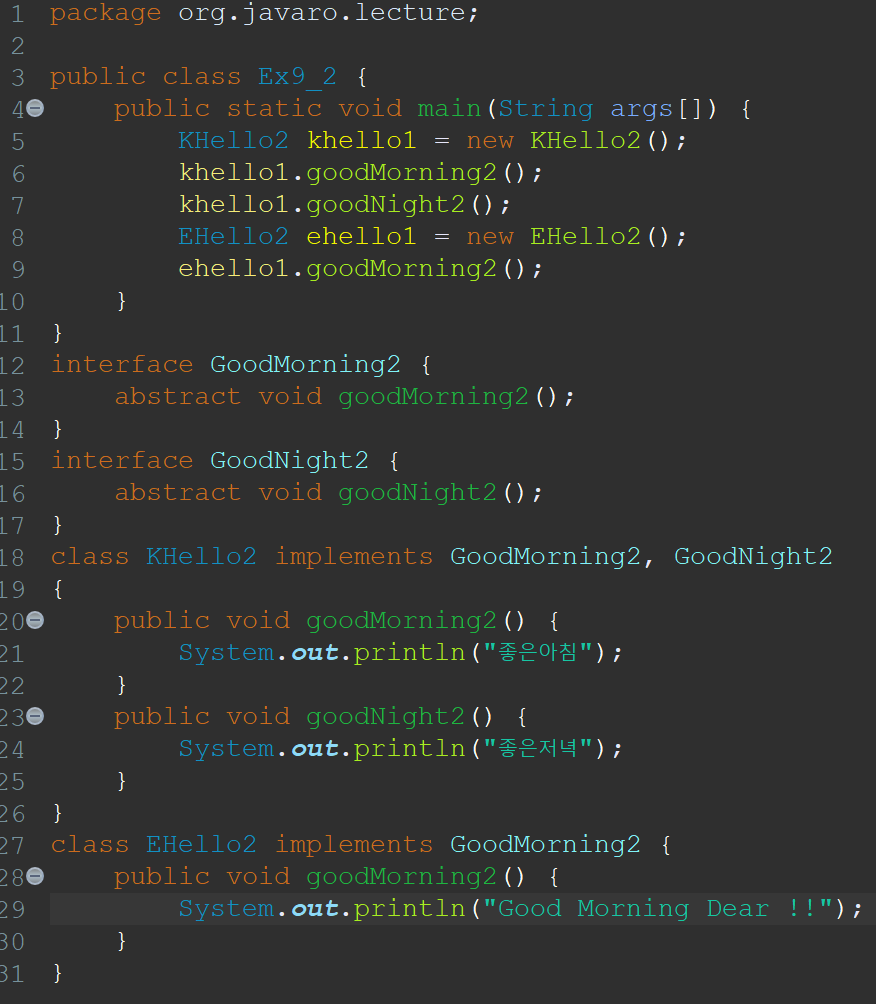 1 package org.javaro.lecture;
2
3 public class Ex9_2 {
4     public static void main(String args[]) {
5         KHello2 khello1 = new KHello2();
6         khello1.goodMorning2();
7         khello1.goodNight2();
8         EHello2 ehello1 = new EHello2();
9         ehello1.goodMorning2();
10     }
11 }
12 interface GoodMorning2 {
13     abstract void goodMorning2();
14 }
15 interface GoodNight2 {
16     abstract void goodNight2();
17 }
18 class KHello2 implements GoodMorning2, GoodNight2
19 {
20     public void goodMorning2() {
21         System.out.println("좋은아침");
22     }
23     public void goodNight2() {
24         System.out.println("좋은저녁");
25     }
26 }
27 class EHello2 implements GoodMorning2 {
28     public void goodMorning2() {
29         System.out.println("Good Morning Dear !!");
30     }
31 }